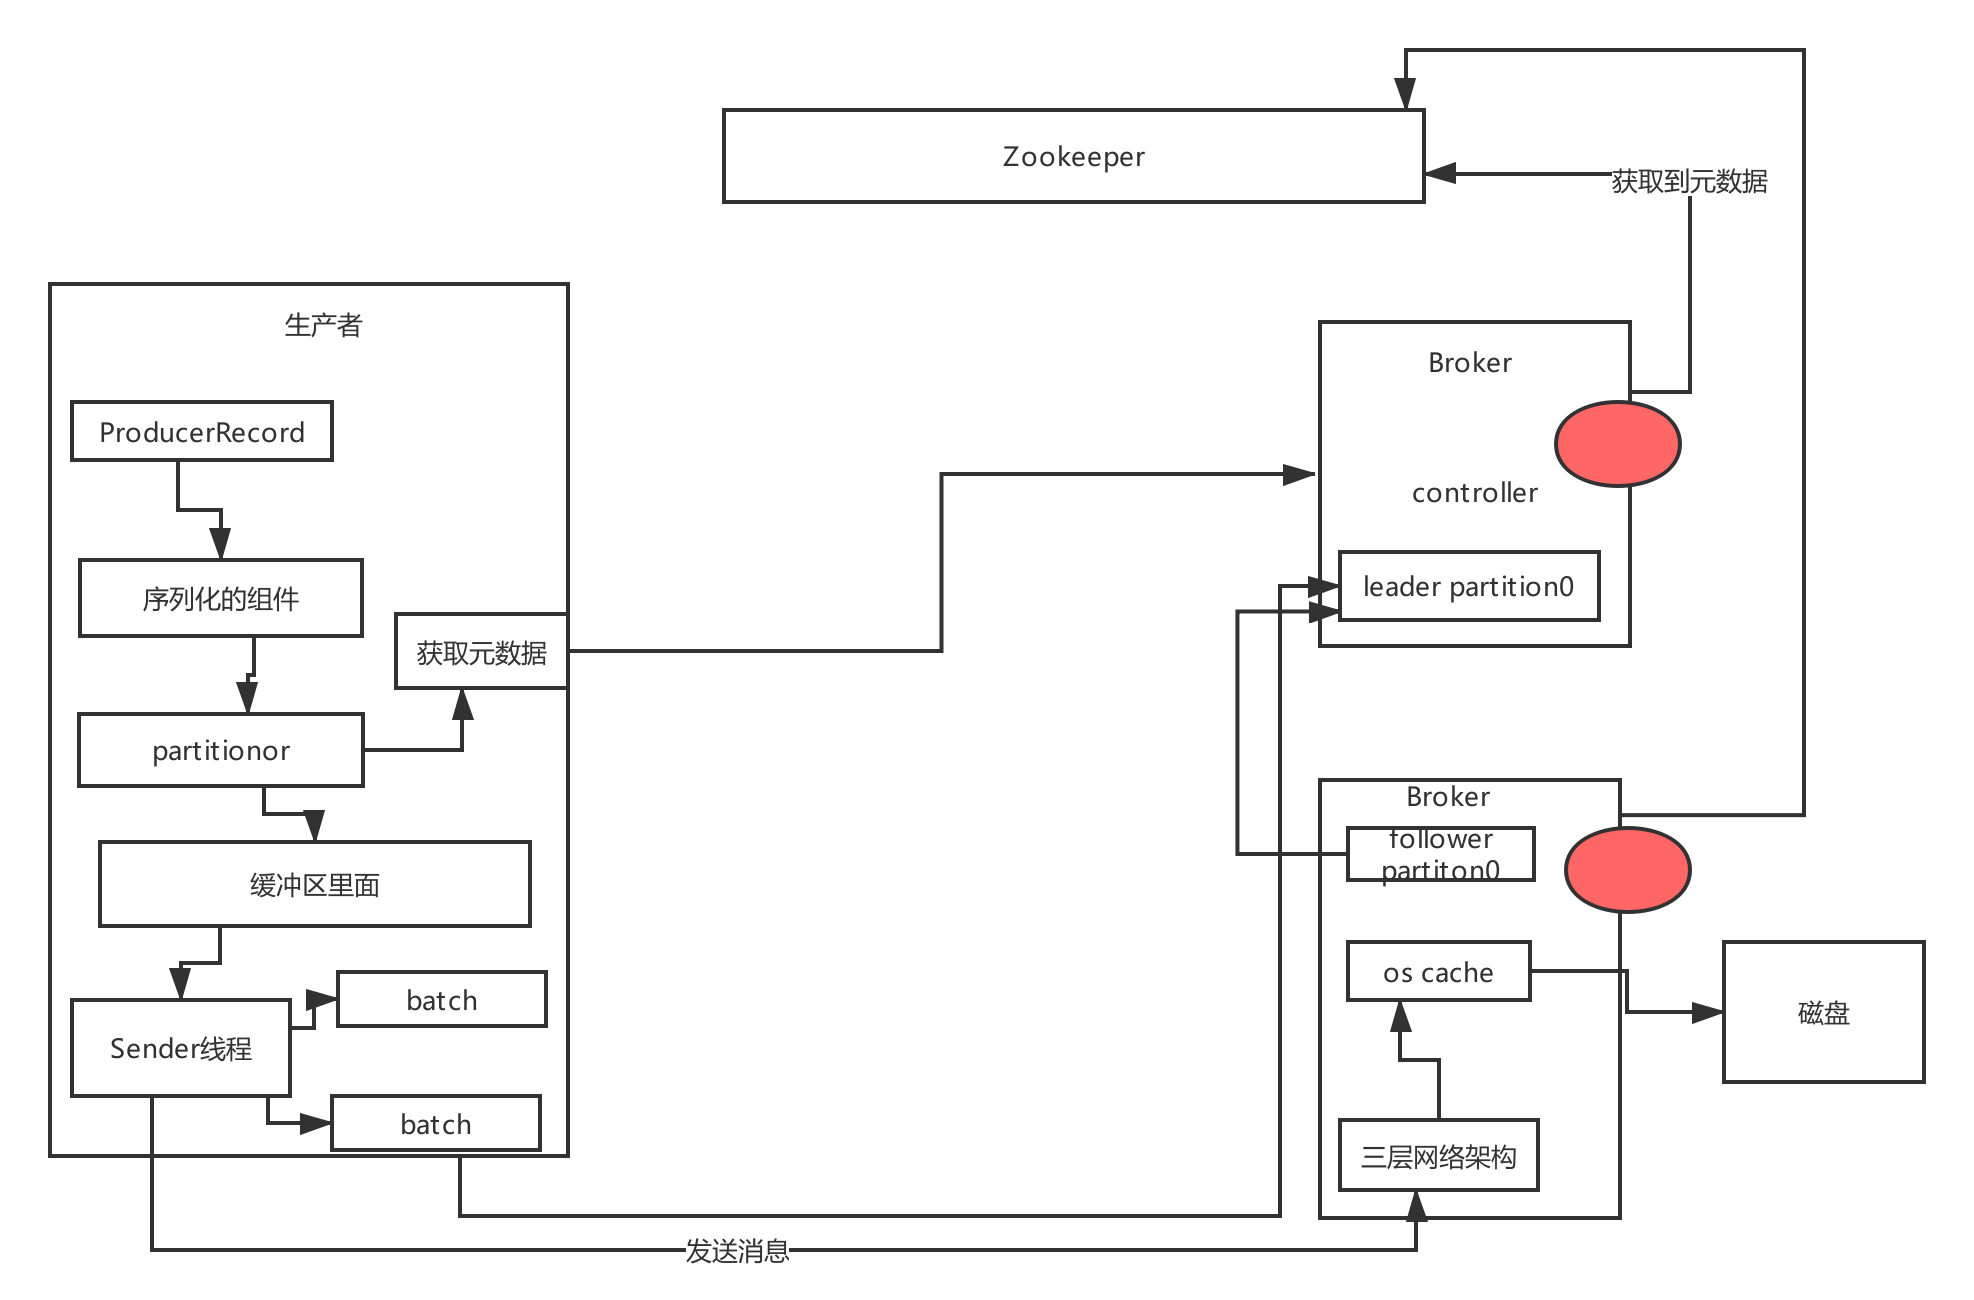 Zookeeper
获取到元数据
生产者
ProducerRecord
序列化的组件
获取元数据
partitionor
缓冲区里面
batch
Sender线程
batch
发送消息
Broker
controller
leader partition0
Broker
follower
partiton0
os cache
磁盘
三层网络架构